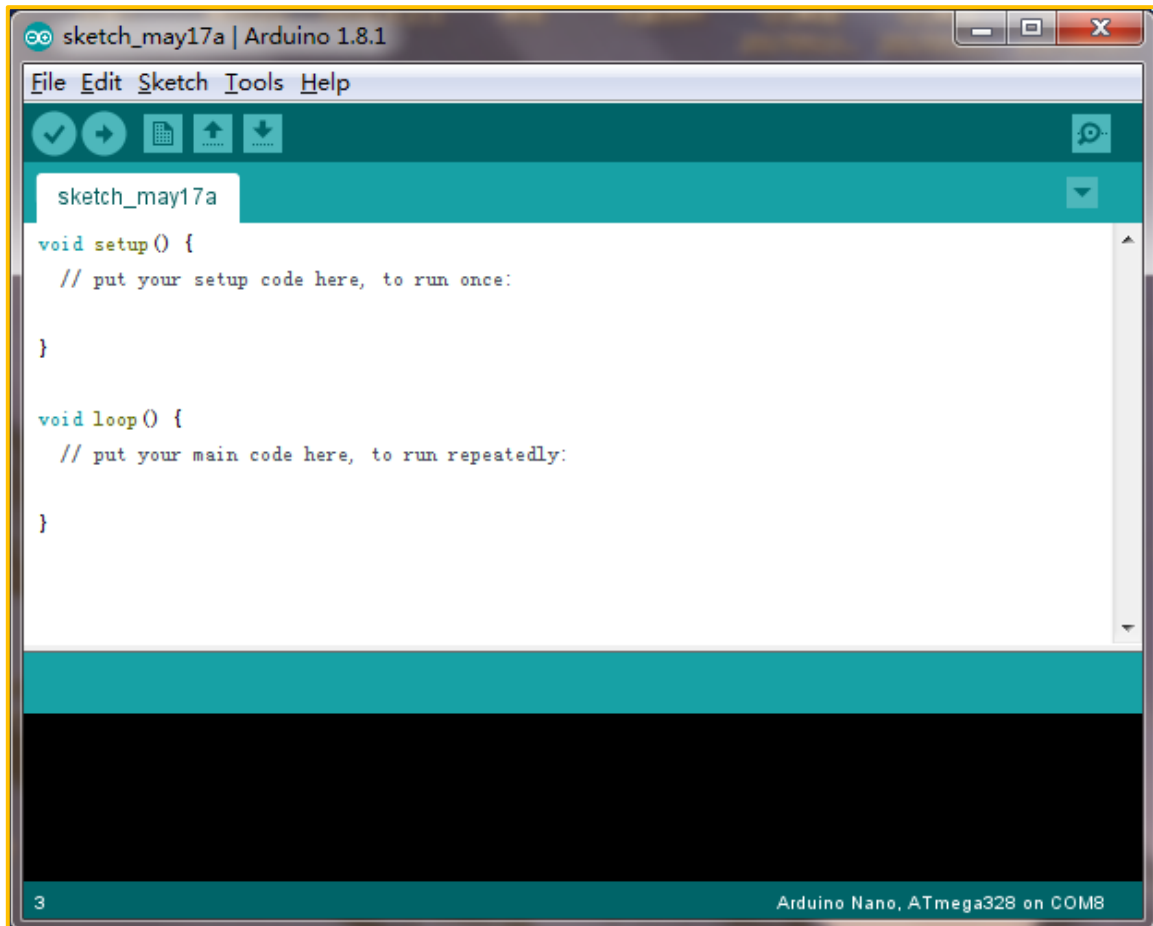 sketch_may17a | Arduino 1.8.1
File Edit Sketch Tools Help
sketch_may17a
void setup() {
  // put your setup code here, to run once:
}
void loop() {
  // put your main code here, to run repeatedly:
}
3 Arduino Nano, ATmega328 on COM8